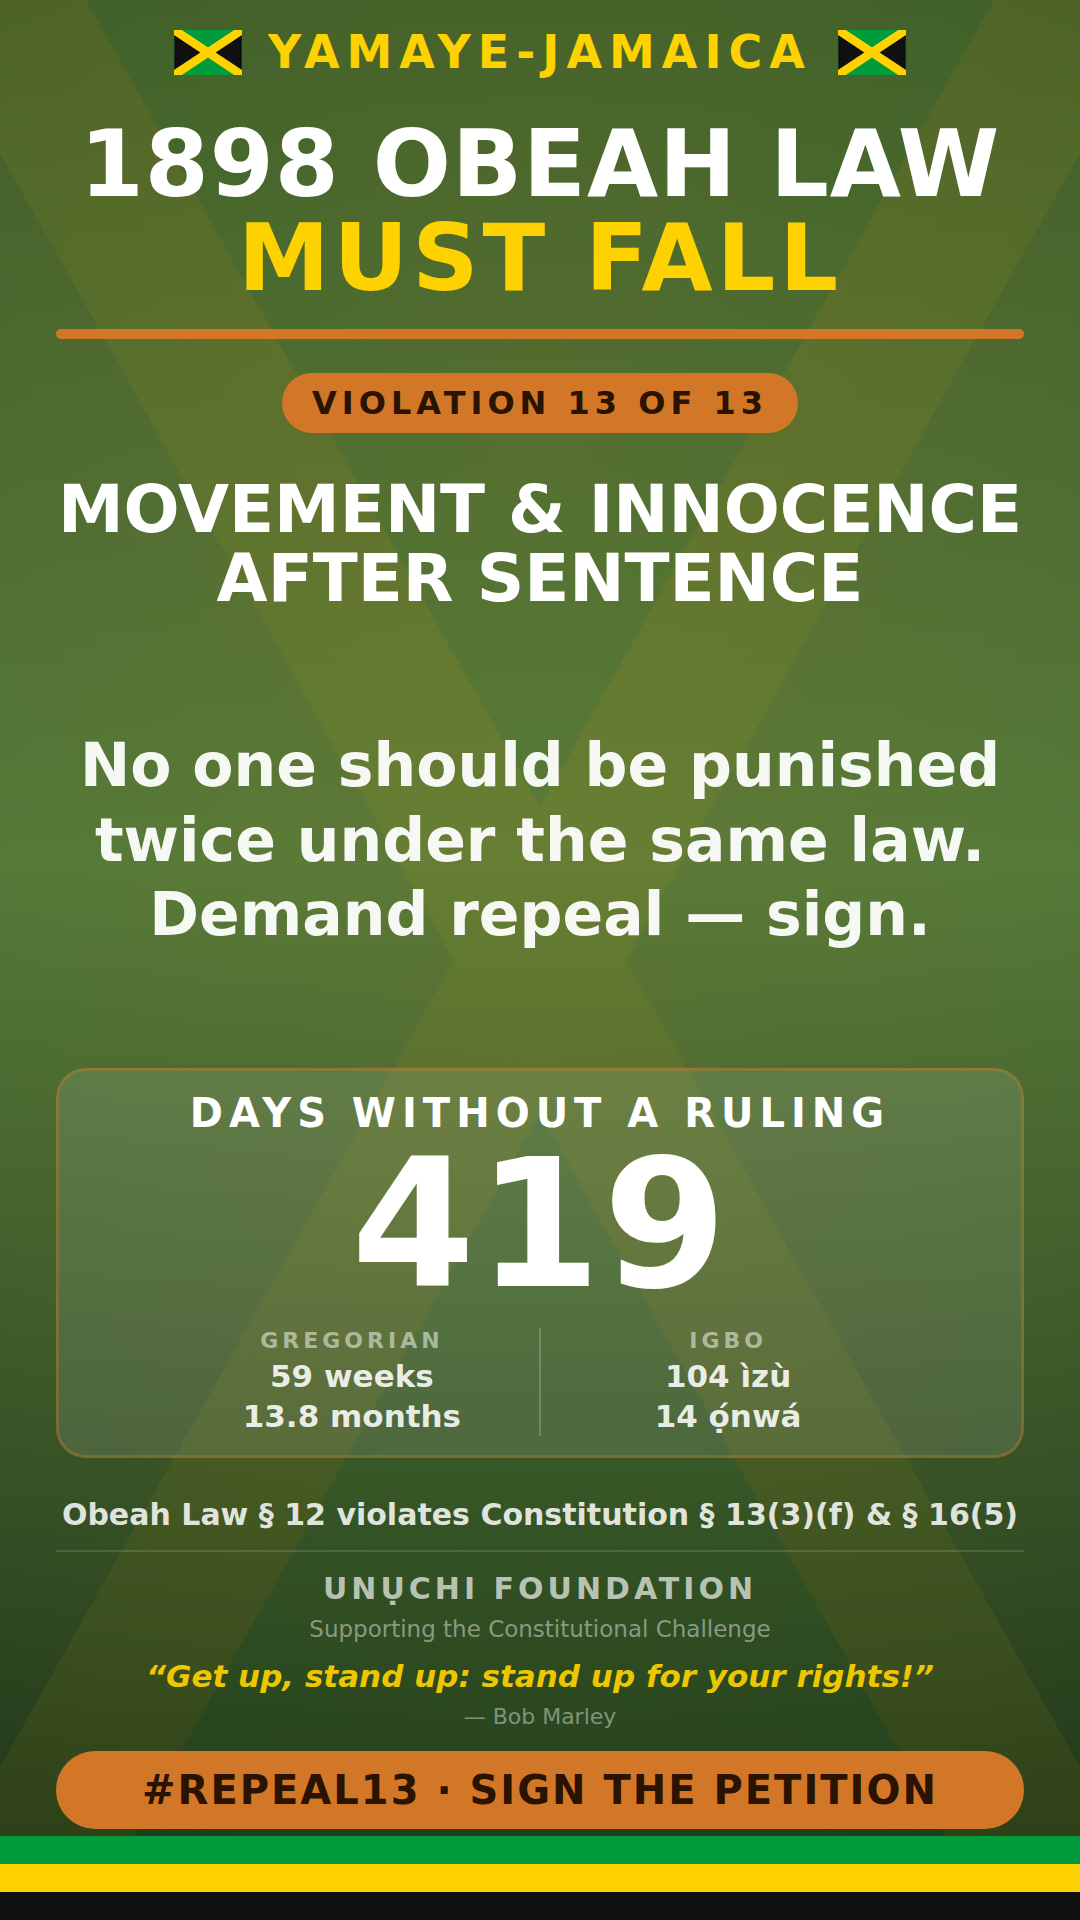 YAMAYE-JAMAICA
1898 OBEAH LAW
MUST FALL
VIOLATION 13 OF 13
MOVEMENT & INNOCENCE
AFTER SENTENCE
No one should be punished
twice under the same law.
Demand repeal — sign.
DAYS WITHOUT A RULING
419
GREGORIAN
59 weeks
13.8 months
IGBO
104 ìzù
14 ọ́nwá
Obeah Law § 12 violates Constitution § 13(3)(f) & § 16(5)
UNỤCHI FOUNDATION
Supporting the Constitutional Challenge
“Get up, stand up: stand up for your rights!”
— Bob Marley
#REPEAL13 · SIGN THE PETITION